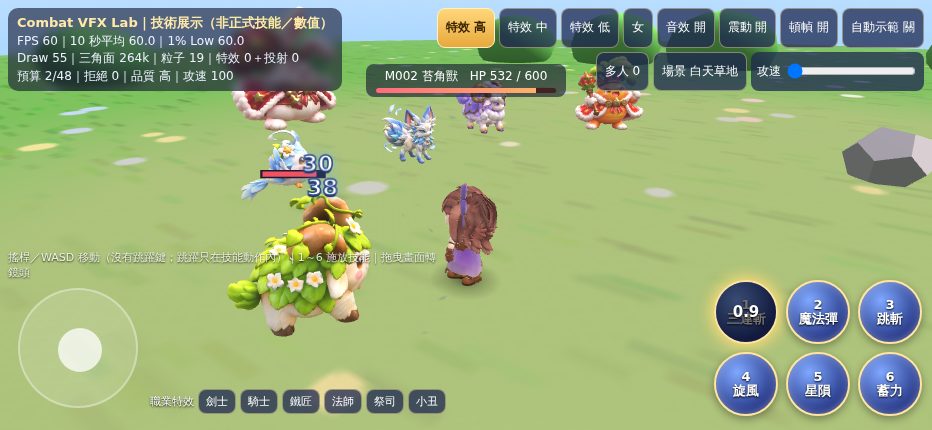 Combat VFX Lab｜技術展示（非正式技能／數值）
FPS 60｜10 秒平均 60.0｜1% Low 60.0
Draw 55｜三角面 264k｜粒子 19｜特效 0＋投射 0
預算 2/48｜拒絕 0｜品質 高｜攻速 100
特效 高
特效 中
特效 低
女
音效 開
震動 開
頓幀 開
自動示範 關
多人 0
場景 白天草地
攻速
M002 苔角獸 HP 532 / 600
30
38
搖桿／WASD 移動（沒有跳躍鍵；跳躍只在技能動作內）｜1～6 施放技能｜拖曳畫面轉
鏡頭
1
三連斬
0.9
2
魔法彈
3
跳斬
4
旋風
5
星隕
6
蓄力
職業特效
劍士
騎士
鐵匠
法師
祭司
小丑